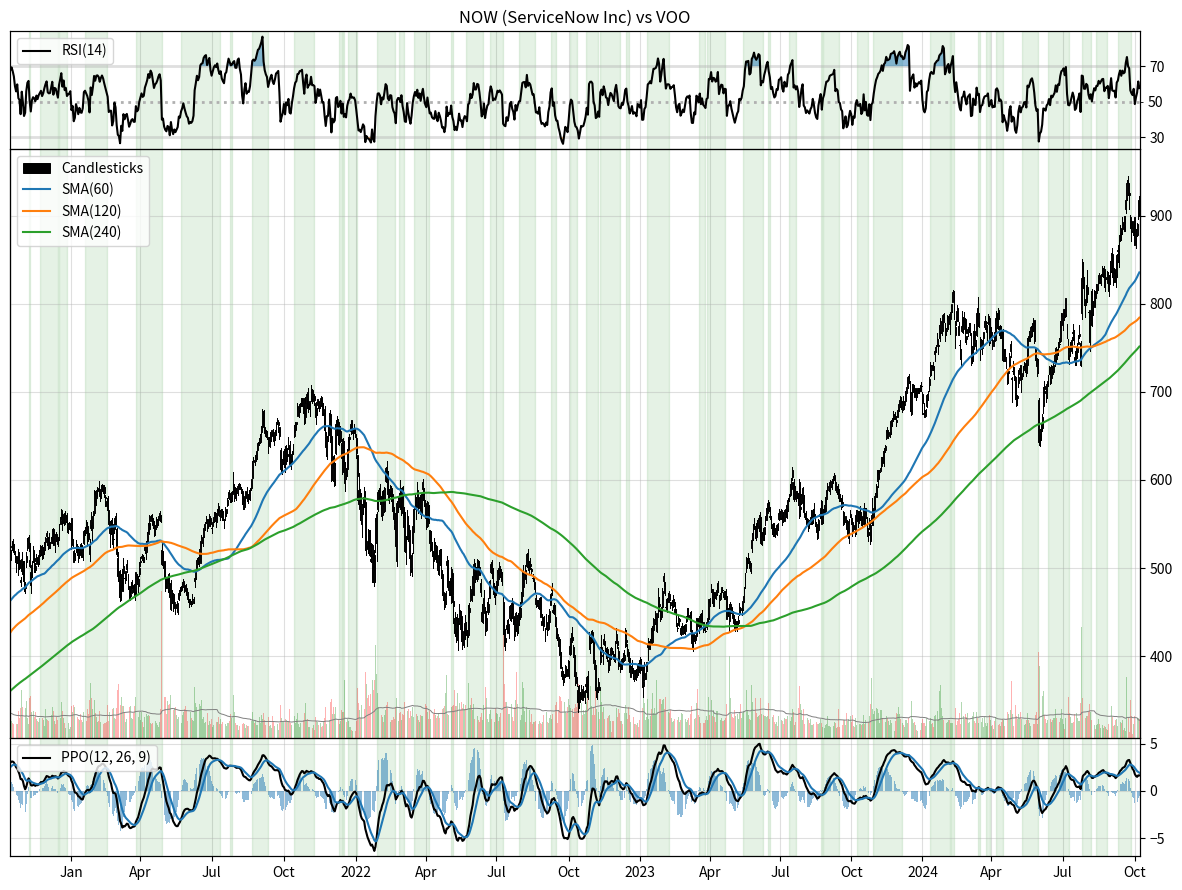 NOW (ServiceNow Inc) vs VOO
RSI(14)
70
50
30
Candlesticks
SMA(60)
SMA(120)
SMA(240)
900
800
700
600
500
400
PPO(12, 26, 9)
5
0
−5
Jan Apr Jul Oct 2022 Apr Jul Oct 2023 Apr Jul Oct 2024 Apr Jul Oct